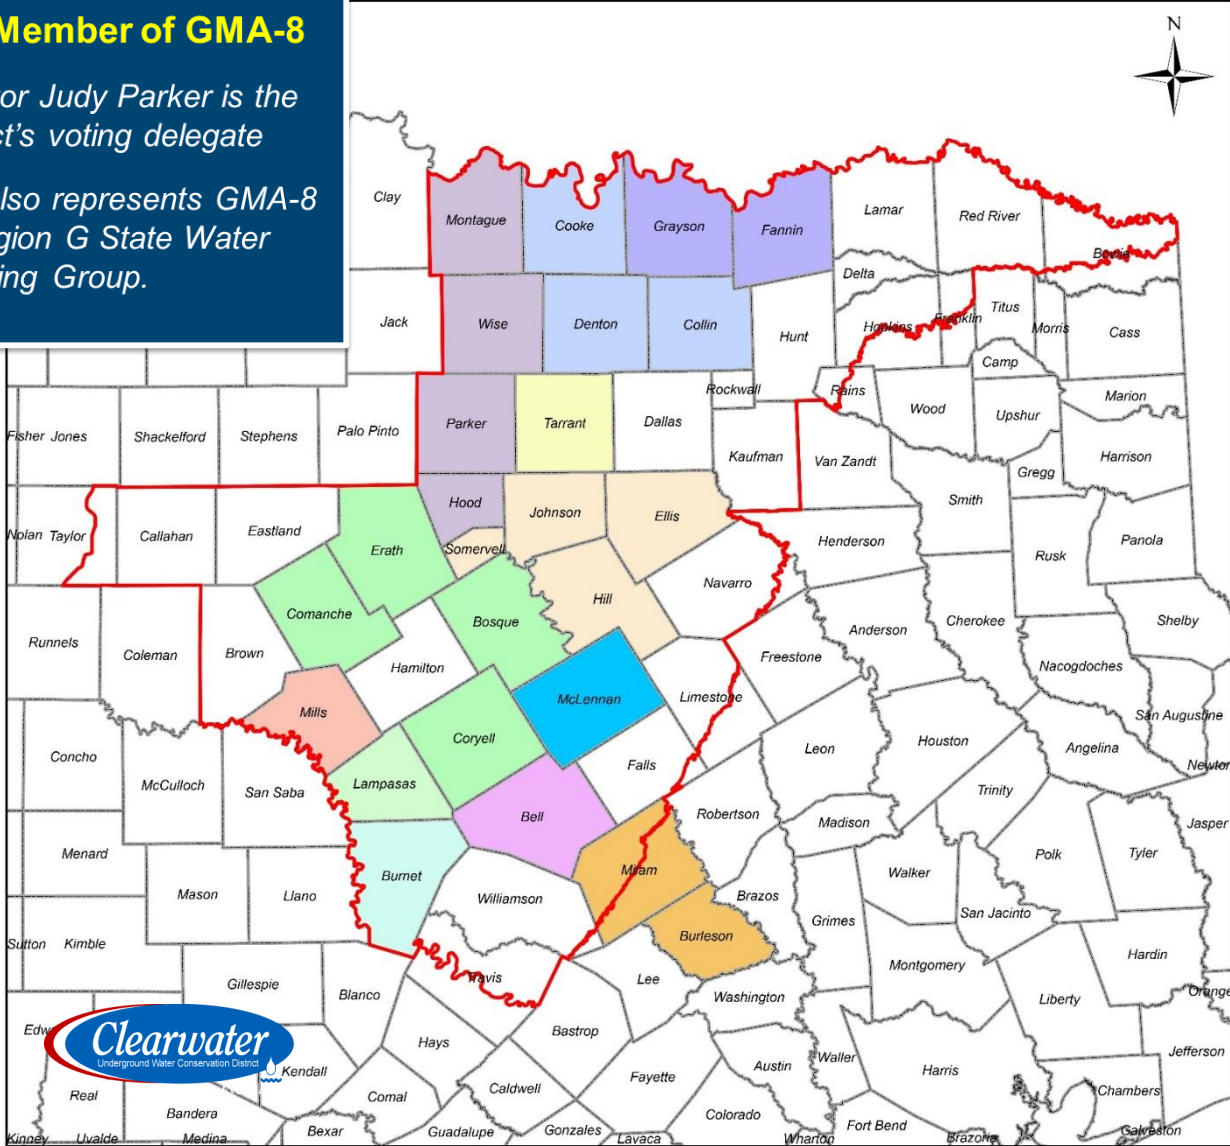 Member of GMA-8
or Judy Parker is the
ct's voting delegate
lso represents GMA-8
gion G State Water
ing Group.
N
Clay
Montague
Cooke
Grayson
Fannin
Lamar
Red River
Bowie
Delta
Jack
Wise
Denton
Collin
Hunt
Hopkins
Franklin
Titus
Morris
Cass
Camp
Rockwall
Rains
Marion
Fisher Jones
Shackelford
Stephens
Palo Pinto
Parker
Tarrant
Dallas
Kaufman
Van Zandt
Wood
Upshur
Gregg
Harrison
Nolan Taylor
Callahan
Eastland
Erath
Hood
Johnson
Ellis
Somervell
Henderson
Smith
Rusk
Panola
Comanche
Bosque
Hill
Navarro
Runnels
Coleman
Brown
Hamilton
Freestone
Anderson
Cherokee
Shelby
Nacogdoches
Mills
McLennan
Limestone
San Augustine
Concho
McCulloch
San Saba
Lampasas
Coryell
Falls
Leon
Houston
Angelina
Newton
Menard
Bell
Robertson
Madison
Trinity
Jasper
Mason
Llano
Burnet
Williamson
Milam
Brazos
Walker
Polk
Tyler
Sutton
Kimble
Burleson
Grimes
San Jacinto
Gillespie
Blanco
Travis
Lee
Washington
Montgomery
Hardin
Liberty
Orange
Edw
Clearwater
Underground Water Conservation District
Kendall
Hays
Bastrop
Austin
Waller
Harris
Jefferson
Real
Bandera
Comal
Caldwell
Fayette
Colorado
Chambers
Kinney
Uvalde
Medina
Bexar
Guadalupe
Gonzales
Lavaca
Wharton
Fort Bend
Brazoria
Galveston